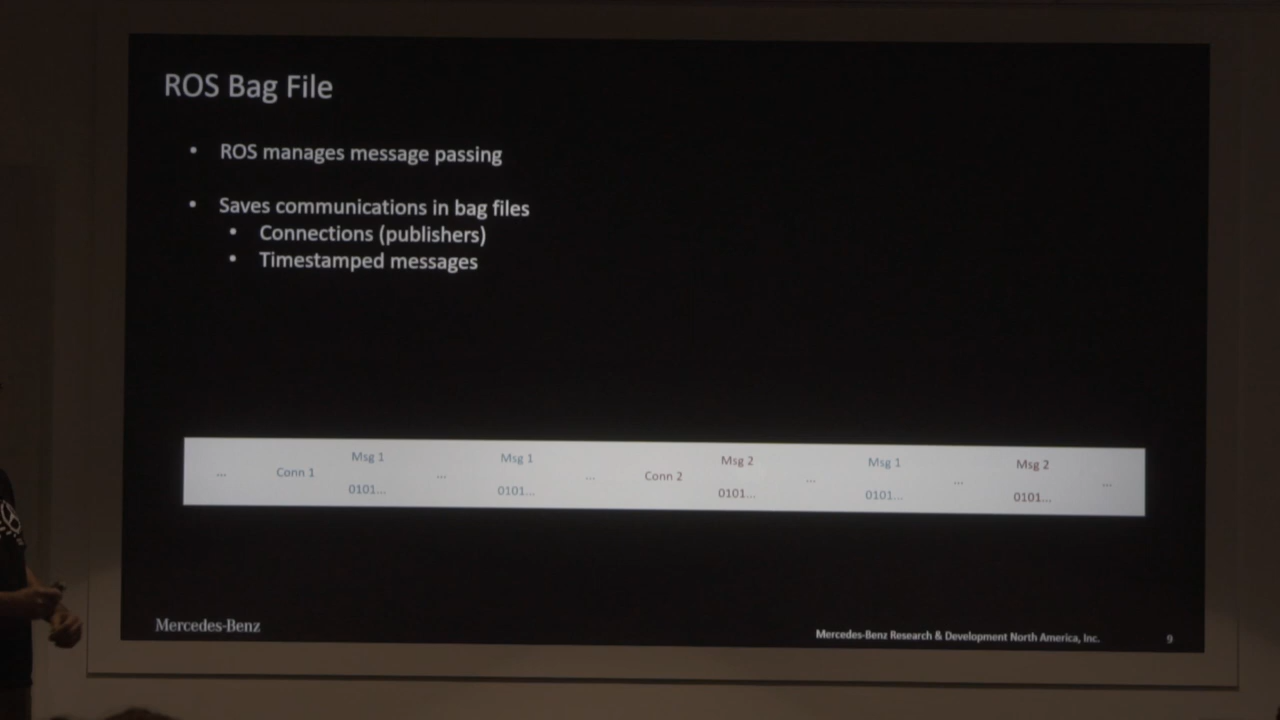 ROS Bag File
• ROS manages message passing
• Saves communications in bag files
• Connections (publishers)
• Timestamped messages
... Conn 1 Msg 1 0101... ... Msg 1 0101... ... Conn 2 Msg 2 0101... ... Msg 1 0101... ... Msg 2 0101... ...
Mercedes-Benz
Mercedes-Benz Research & Development North America, Inc. 9